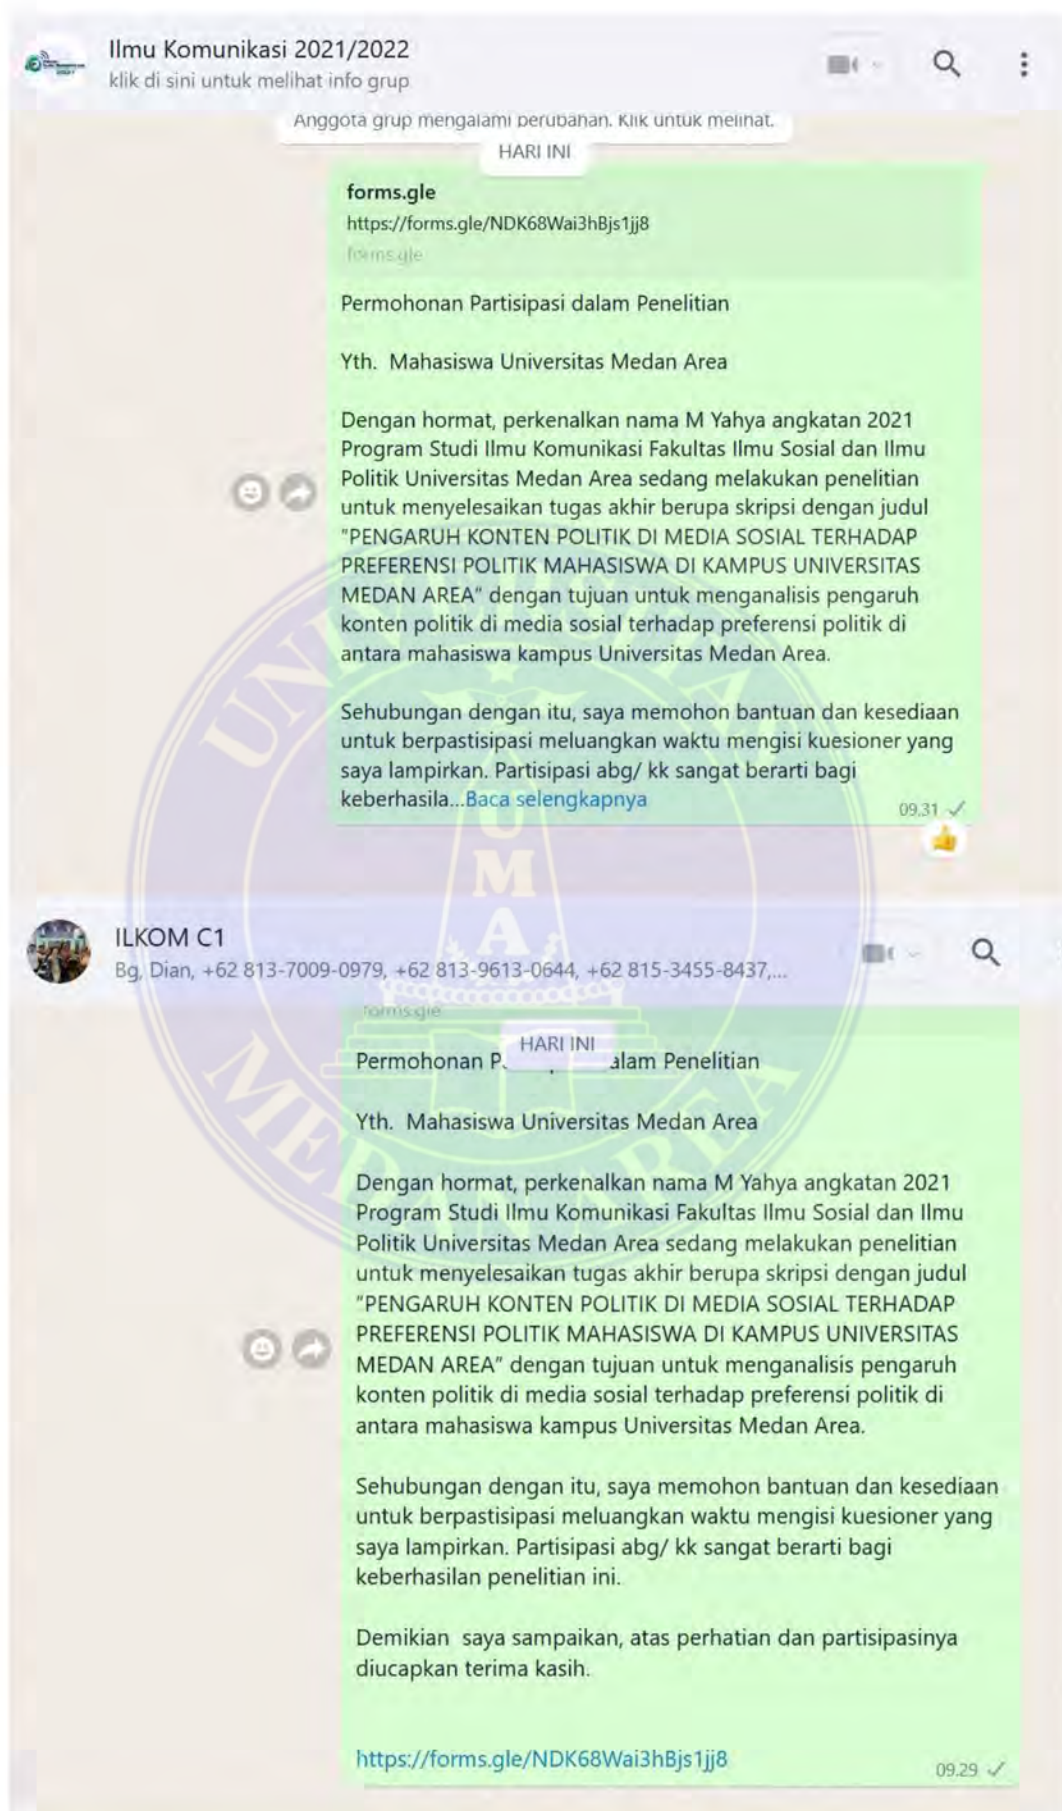 Ilmu Komunikasi 2021/2022
klik di sini untuk melihat info grup
Anggota grup mengalami perubahan. Klik untuk melihat.
HARI INI
forms.gle
https://forms.gle/NDK68Wai3hBjs1jj8
forms.gle
Permohonan Partisipasi dalam Penelitian
Yth.  Mahasiswa Universitas Medan Area
Dengan hormat, perkenalkan nama M Yahya angkatan 2021
Program Studi Ilmu Komunikasi Fakultas Ilmu Sosial dan Ilmu
Politik Universitas Medan Area sedang melakukan penelitian
untuk menyelesaikan tugas akhir berupa skripsi dengan judul
"PENGARUH KONTEN POLITIK DI MEDIA SOSIAL TERHADAP
PREFERENSI POLITIK MAHASISWA DI KAMPUS UNIVERSITAS
MEDAN AREA" dengan tujuan untuk menganalisis pengaruh
konten politik di media sosial terhadap preferensi politik di
antara mahasiswa kampus Universitas Medan Area.
Sehubungan dengan itu, saya memohon bantuan dan kesediaan
untuk berpastisipasi meluangkan waktu mengisi kuesioner yang
saya lampirkan. Partisipasi abg/ kk sangat berarti bagi
keberhasila...Baca selengkapnya
09.31
UNIVERSITAS
MEDAN AREA
UMA
ILKOM C1
Bg, Dian, +62 813-7009-0979, +62 813-9613-0644, +62 815-3455-8437,...
forms.gle
HARI INI
Permohonan P alam Penelitian
Yth.  Mahasiswa Universitas Medan Area
Dengan hormat, perkenalkan nama M Yahya angkatan 2021
Program Studi Ilmu Komunikasi Fakultas Ilmu Sosial dan Ilmu
Politik Universitas Medan Area sedang melakukan penelitian
untuk menyelesaikan tugas akhir berupa skripsi dengan judul
"PENGARUH KONTEN POLITIK DI MEDIA SOSIAL TERHADAP
PREFERENSI POLITIK MAHASISWA DI KAMPUS UNIVERSITAS
MEDAN AREA" dengan tujuan untuk menganalisis pengaruh
konten politik di media sosial terhadap preferensi politik di
antara mahasiswa kampus Universitas Medan Area.
Sehubungan dengan itu, saya memohon bantuan dan kesediaan
untuk berpastisipasi meluangkan waktu mengisi kuesioner yang
saya lampirkan. Partisipasi abg/ kk sangat berarti bagi
keberhasilan penelitian ini.
Demikian  saya sampaikan, atas perhatian dan partisipasinya
diucapkan terima kasih.
https://forms.gle/NDK68Wai3hBjs1jj8
09.29